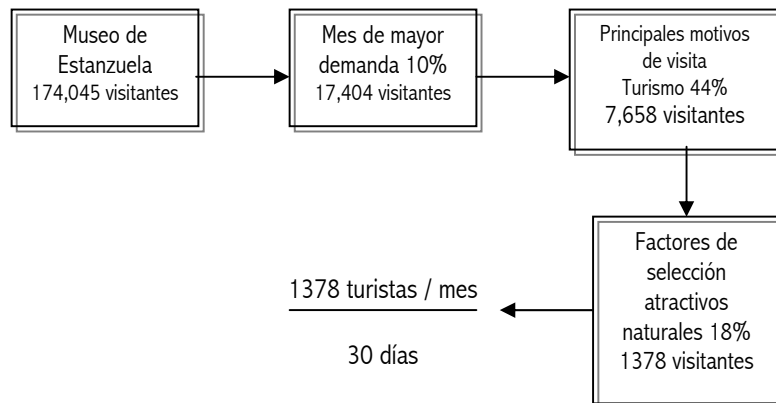 Museo de
Estanzuela
174,045 visitantes
Mes de mayor
demanda 10%
17,404 visitantes
Principales motivos
de visita
Turismo 44%
7,658 visitantes
Factores de
selección
atractivos
naturales 18%
1378 visitantes
1378 turistas / mes
30 días